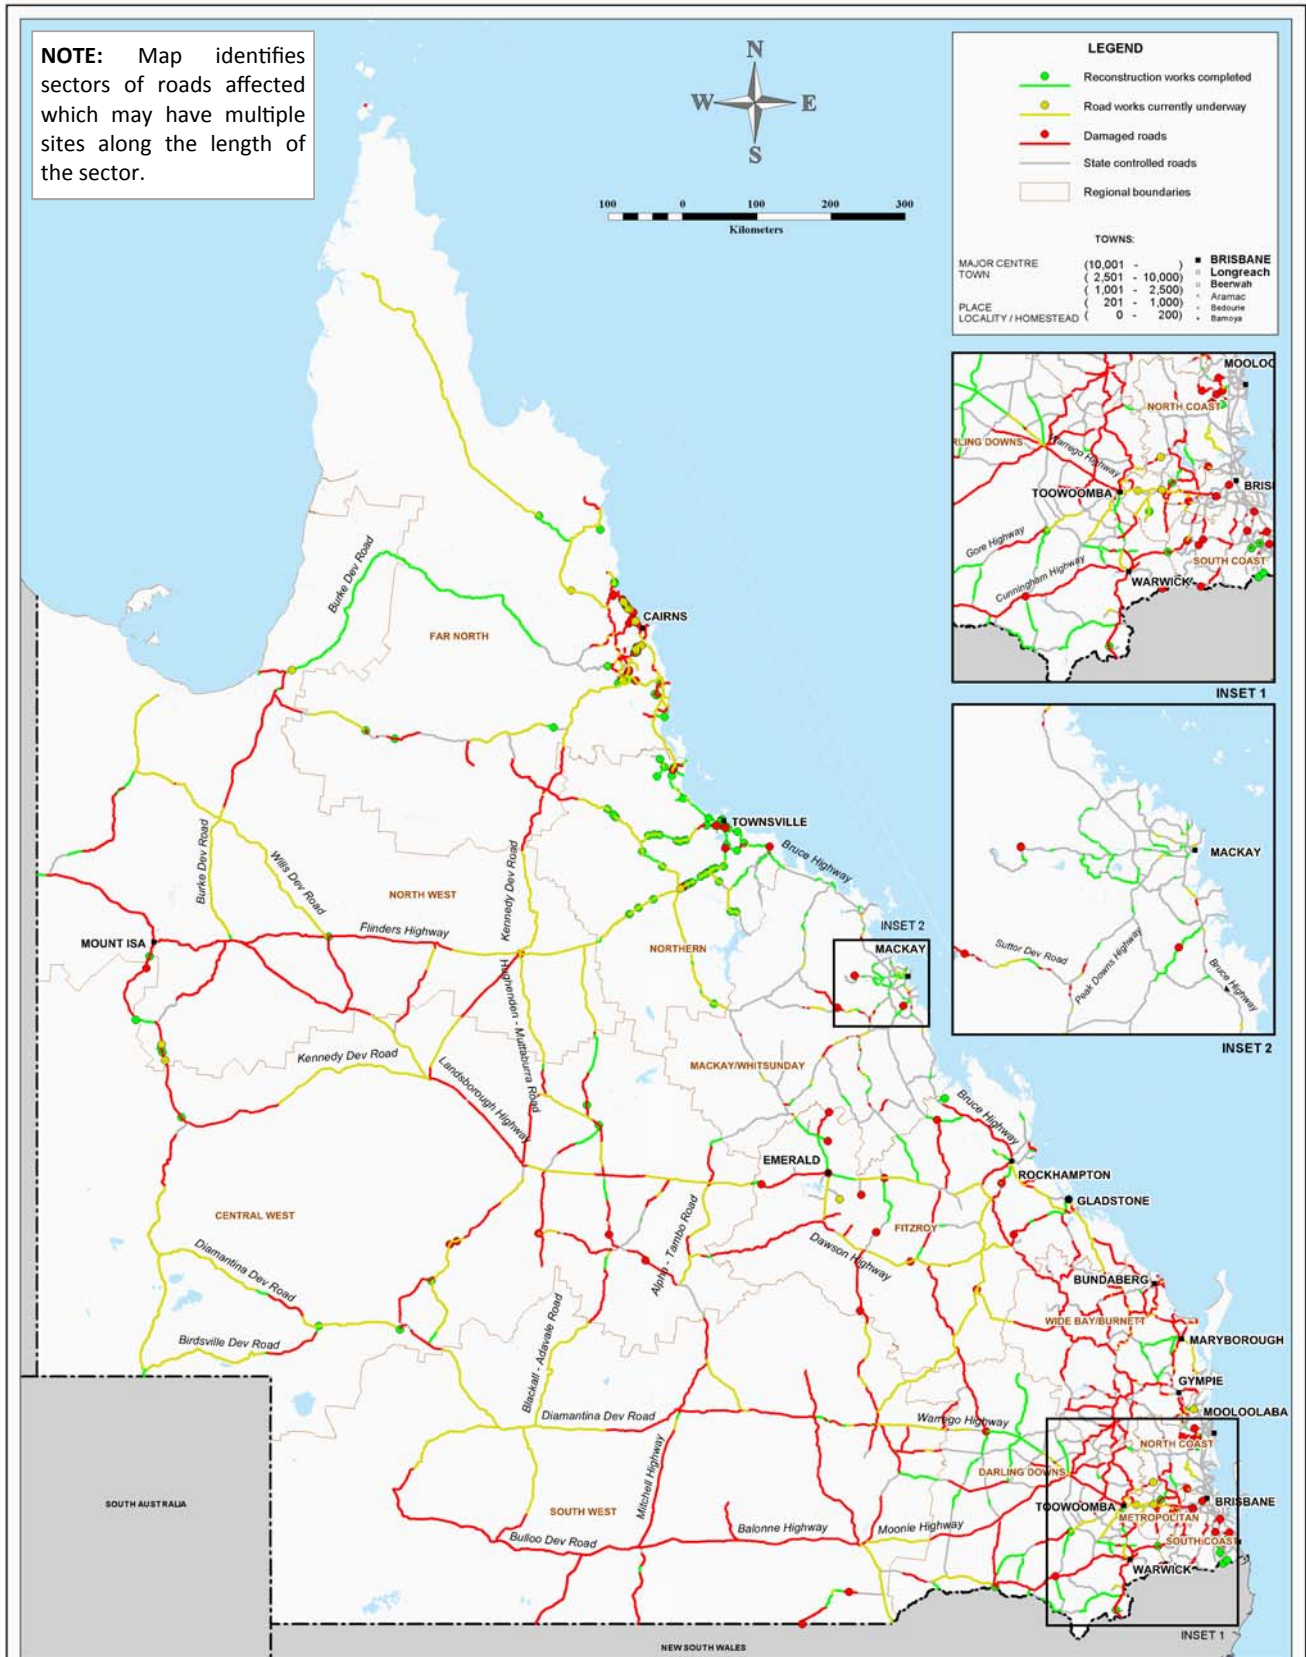 NOTE: Map identifies
sectors of roads affected
which may have multiple
sites along the length of
the sector.
N
W E
S
100 0 100 200 300
Kilometers
LEGEND
Reconstruction works completed
Road works currently underway
Damaged roads
State controlled roads
Regional boundaries
TOWNS:
MAJOR CENTRE (10,001 - ) BRISBANE
TOWN ( 2,501 - 10,000) Longreach
( 1,001 - 2,500) Beerwah
PLACE ( 201 - 1,000) Aramac
LOCALITY / HOMESTEAD ( 0 - 200) Bedourie
Bamoya
MOOLOO
NORTH COAST
RLING DOWNS
Warrego Highway
TOOWOOMBA
BRISI
Gore Highway
Cunningham Highway
SOUTH COAST
WARWICK
INSET 1
MACKAY
Suttor Dev Road
Peak Downs Highway
Bruce Highway
INSET 2
Burke Dev Road
FAR NORTH
CAIRNS
TOWNSVILLE
Bruce Highway
Burke Dev Road
Wills Dev Road
Kennedy Dev Road
NORTH WEST
Flinders Highway
MOUNT ISA
NORTHERN
INSET 2
MACKAY
Hughenden - Muttaburra Road
Kennedy Dev Road
Landsborough Highway
MACKAY/WHITSUNDAY
Bruce Highway
EMERALD
ROCKHAMPTON
GLADSTONE
CENTRAL WEST
Alpha - Tambo Road
FITZROY
Dawson Highway
Diamantina Dev Road
BUNDABERG
Birdsville Dev Road
WIDE BAY/BURNETT
MARYBOROUGH
Blackall - Adavale Road
GYMPIE
MOOLOOLABA
Diamantina Dev Road
Warrego Highway
NORTH COAST
Mitchell Highway
DARLING DOWNS
SOUTH AUSTRALIA
SOUTH WEST
TOOWOOMBA
BRISBANE
METROPOLITAN
Bulloo Dev Road
Balonne Highway
Moonie Highway
SOUTH COAST
WARWICK
INSET 1
NEW SOUTH WALES